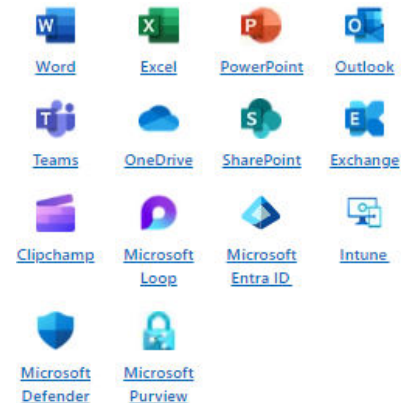 Word Excel PowerPoint Outlook
Teams OneDrive SharePoint Exchange
Clipchamp Microsoft Loop Microsoft Entra ID Intune
Microsoft Defender Microsoft Purview